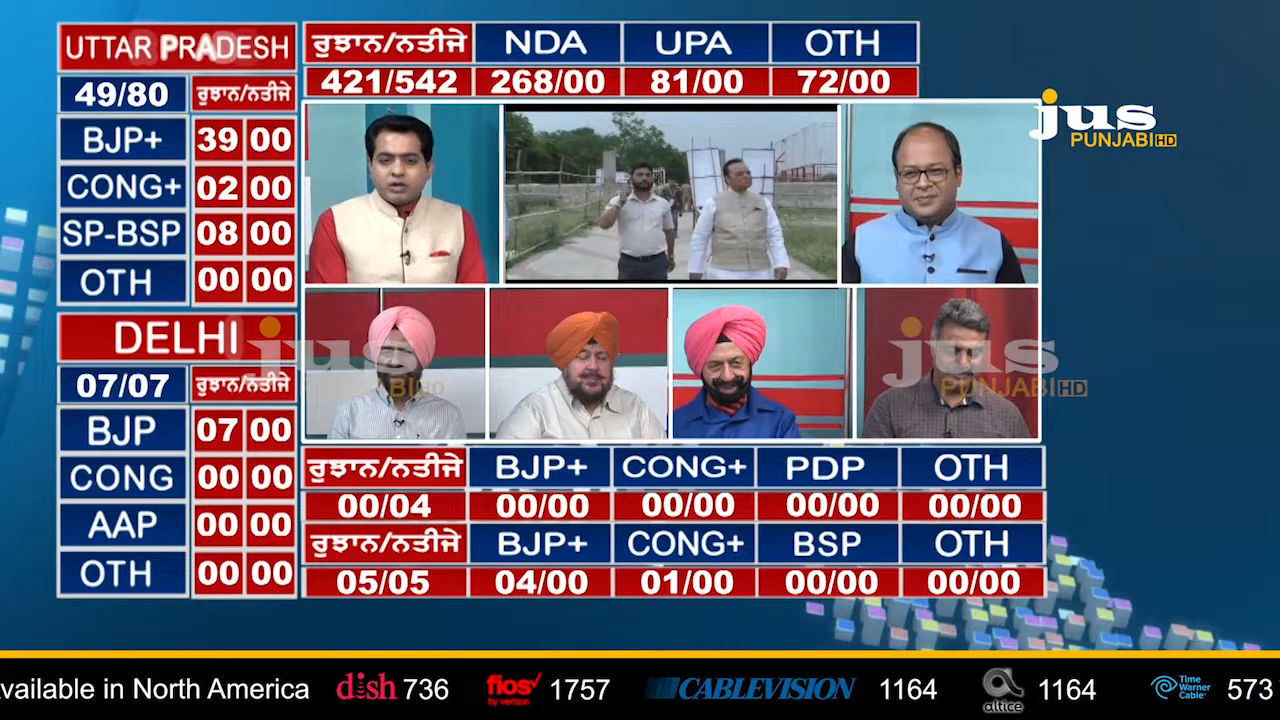 UTTAR PRADESH
49/80 ਰੁਝਾਨ/ਨਤੀਜੇ
BJP+ 39 00
CONG+ 02 00
SP-BSP 08 00
OTH 00 00
DELHI
07/07 ਰੁਝਾਨ/ਨਤੀਜੇ
BJP 07 00
CONG 00 00
AAP 00 00
OTH 00 00
ਰੁਝਾਨ/ਨਤੀਜੇ NDA UPA OTH
421/542 268/00 81/00 72/00
jus
PUNJABI HD
jus
PUNJABI HD
jus
PUNJABI HD
ਰੁਝਾਨ/ਨਤੀਜੇ BJP+ CONG+ PDP OTH
00/04 00/00 00/00 00/00 00/00
ਰੁਝਾਨ/ਨਤੀਜੇ BJP+ CONG+ BSP OTH
05/05 04/00 01/00 00/00 00/00
vailable in North America dish 736 fios by verizon 1757 CABLEVISION 1164 altice 1164 Time Warner Cable 573